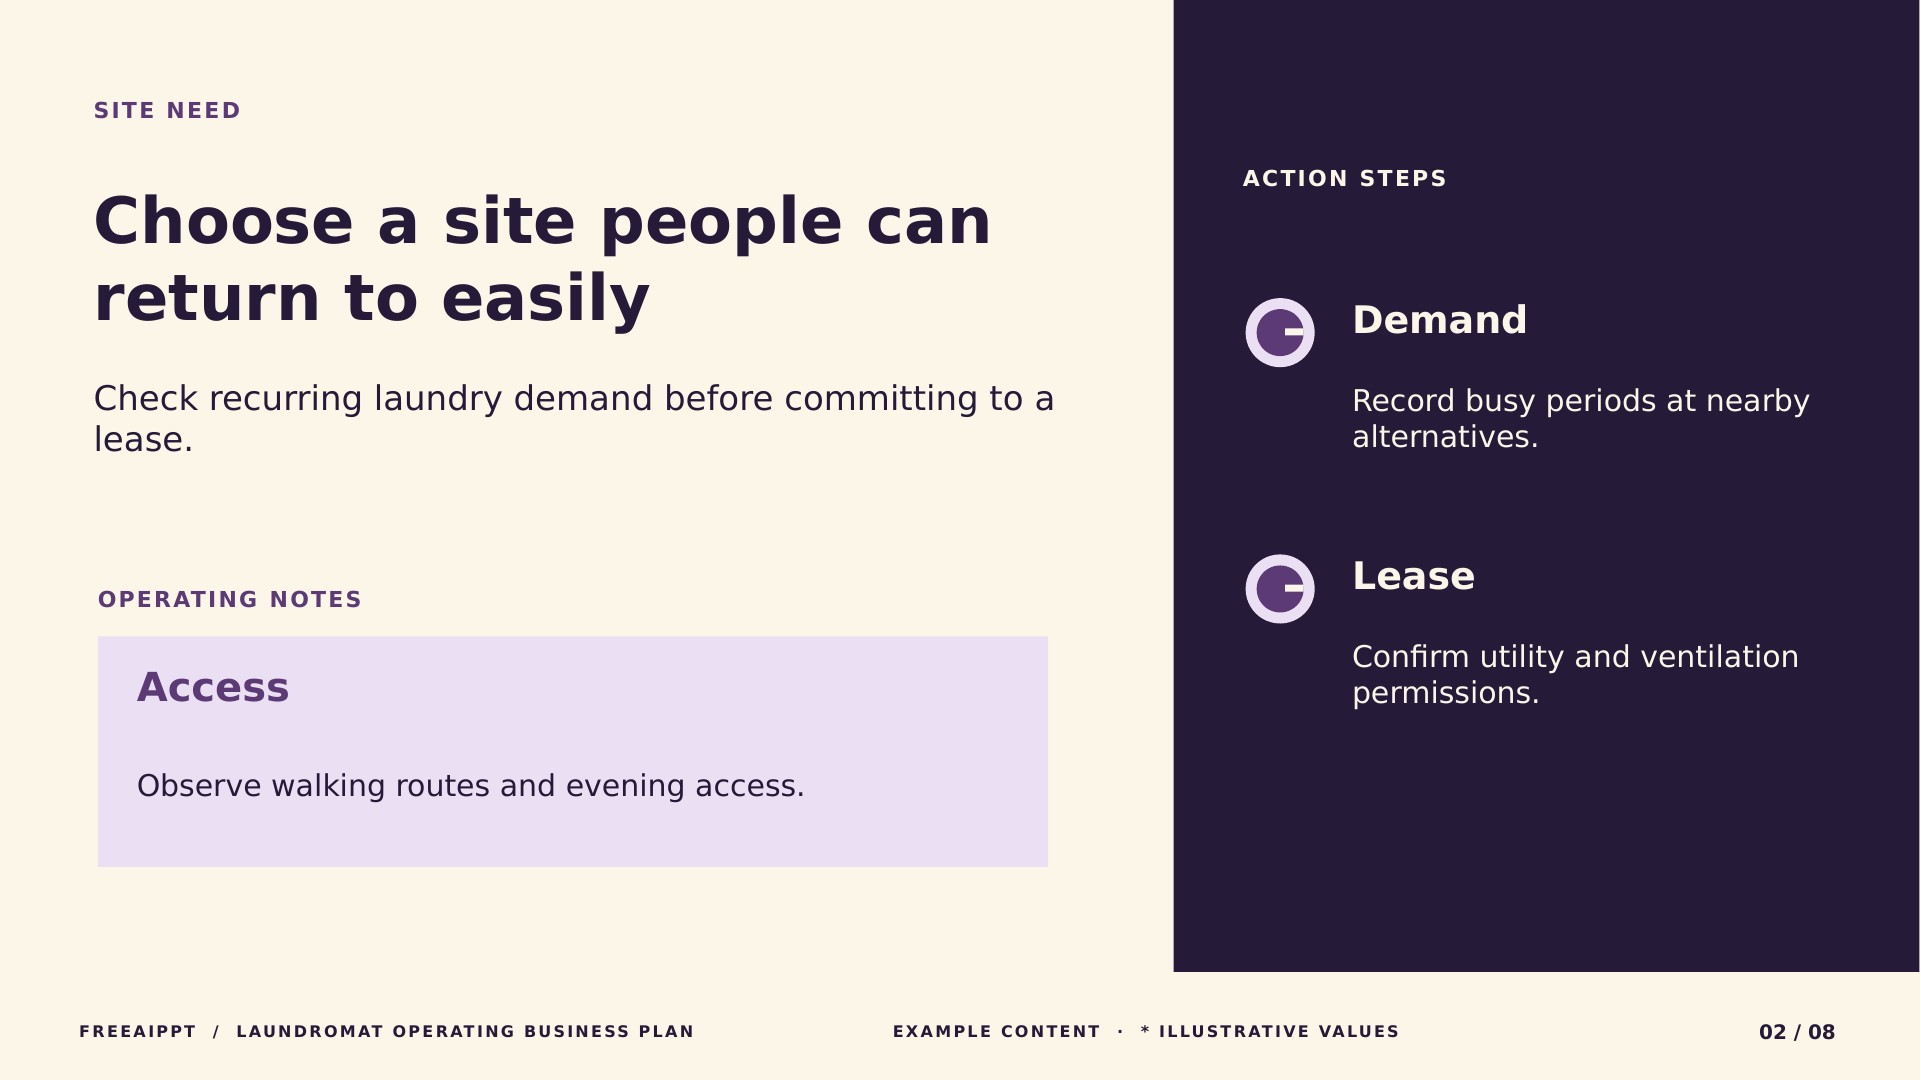 SITE NEED
Choose a site people can
return to easily
Check recurring laundry demand before committing to a
lease.
OPERATING NOTES
Access
Observe walking routes and evening access.
ACTION STEPS
Demand
Record busy periods at nearby
alternatives.
Lease
Confirm utility and ventilation
permissions.
FREEAIPPT / LAUNDROMAT OPERATING BUSINESS PLAN
EXAMPLE CONTENT · * ILLUSTRATIVE VALUES
02 / 08